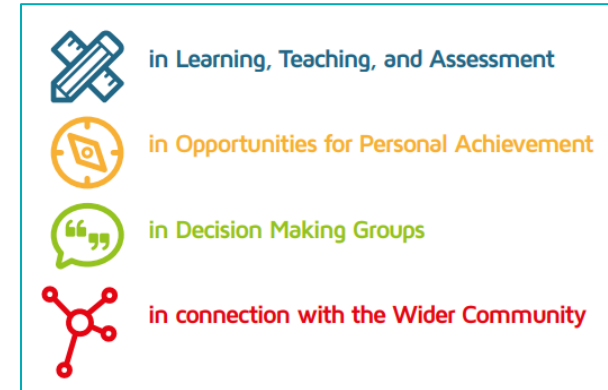 in Learning, Teaching, and Assessment
in Opportunities for Personal Achievement
in Decision Making Groups
in connection with the Wider Community